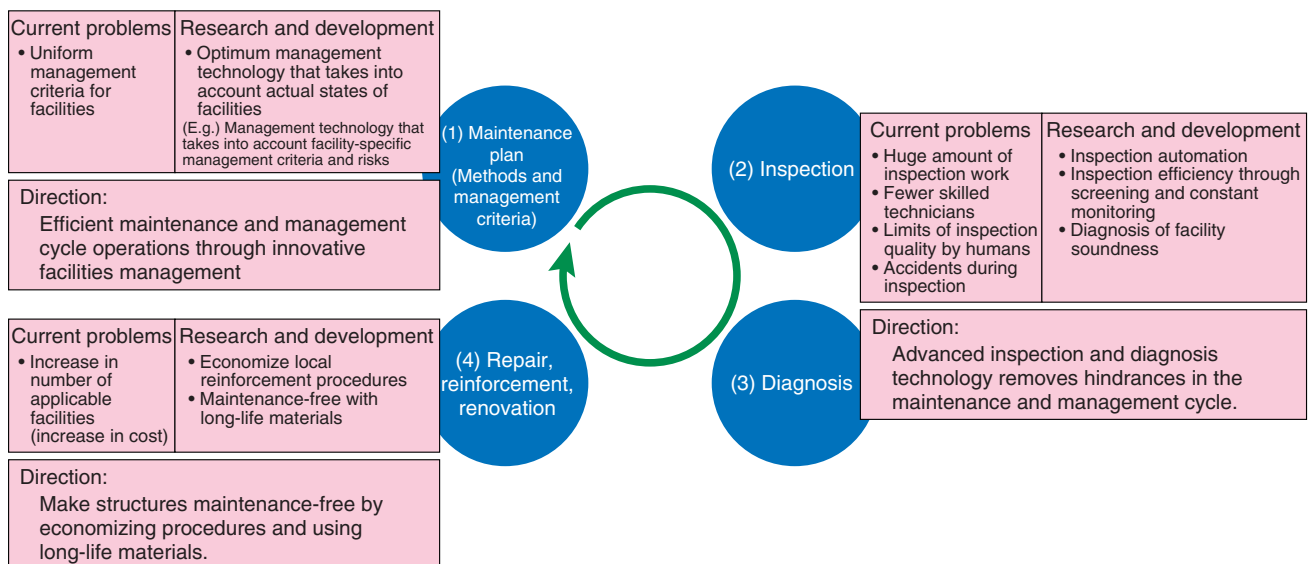 Current problems
• Uniform
management
criteria for
facilities
Research and development
• Optimum management
technology that takes into
account actual states of
facilities
(E.g.) Management technology that
takes into account facility-specific
management criteria and risks
Direction:
Efficient maintenance and management
cycle operations through innovative
facilities management
(1) Maintenance
plan
(Methods and
management
criteria)
(2) Inspection
Current problems
• Huge amount of
inspection work
• Fewer skilled
technicians
• Limits of inspection
quality by humans
• Accidents during
inspection
Research and development
• Inspection automation
• Inspection efficiency through
screening and constant
monitoring
• Diagnosis of facility
soundness
Direction:
Advanced inspection and diagnosis
technology removes hindrances in the
maintenance and management cycle.
(3) Diagnosis
(4) Repair,
reinforcement,
renovation
Current problems
• Increase in
number of
applicable
facilities
(increase in cost)
Research and development
• Economize local
reinforcement procedures
• Maintenance-free with
long-life materials
Direction:
Make structures maintenance-free by
economizing procedures and using
long-life materials.